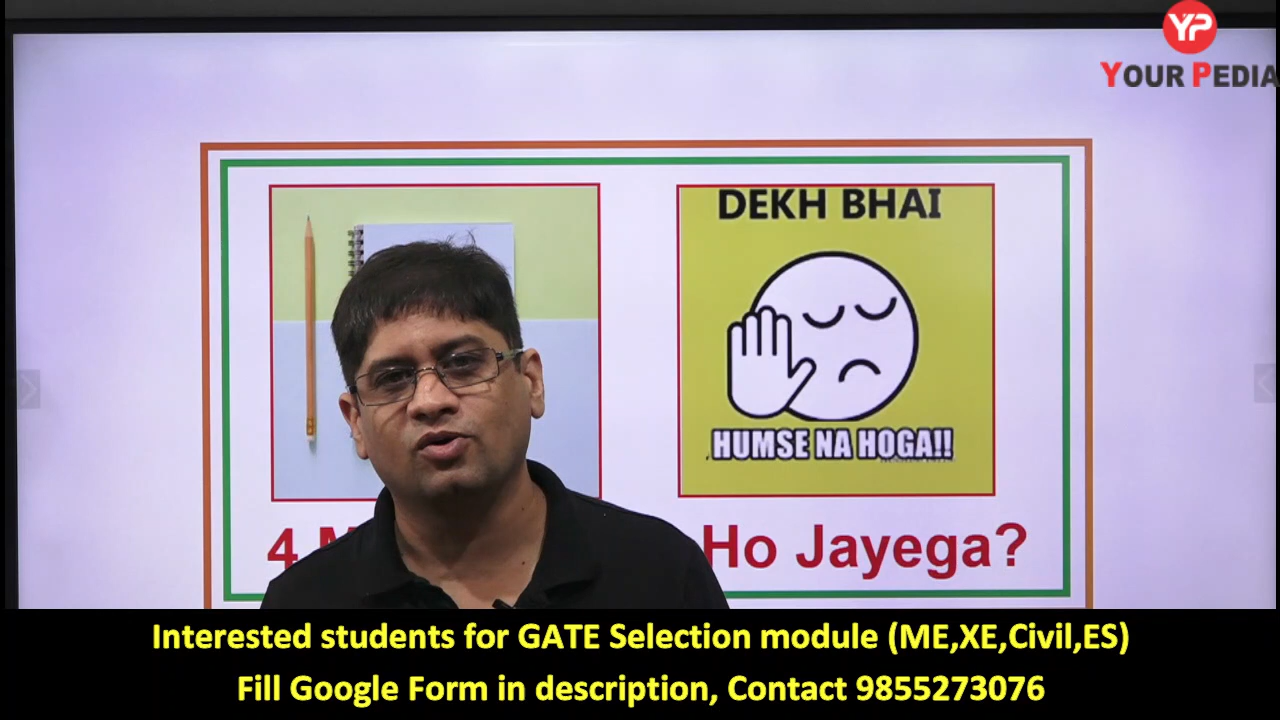 YP
YOUR PEDIA
DEKH BHAI
HUMSE NA HOGA!!
4 Ho Jayega?
Interested students for GATE Selection module (ME,XE,Civil,ES)
Fill Google Form in description, Contact 9855273076